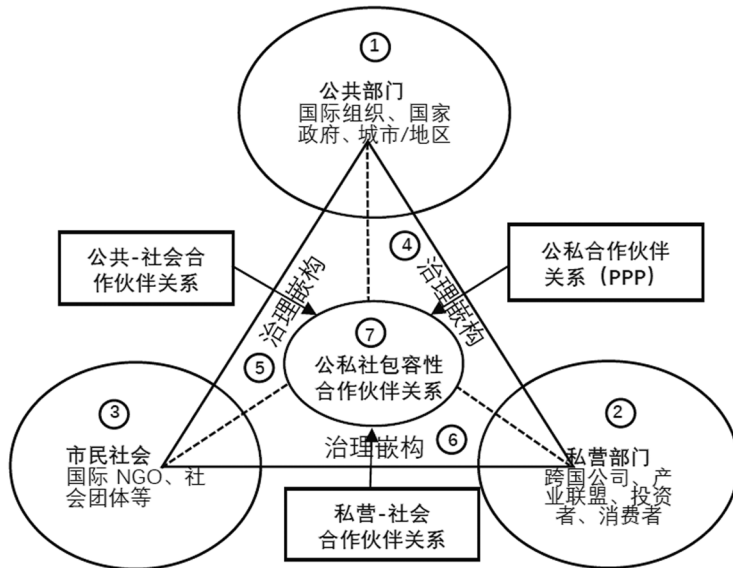 ①
公共部门
国际组织、国家
政府、城市/地区
公共-社会合
作伙伴关系
④
治理嵌构
公私合作伙伴
关系（PPP）
治理嵌构
⑤
⑦
公私社包容性
合作伙伴关系
③
市民社会
国际 NGO、社
会团体等
治理嵌构
⑥
②
私营部门
跨国公司、产
业联盟、投资
者、消费者
私营-社会
合作伙伴关系